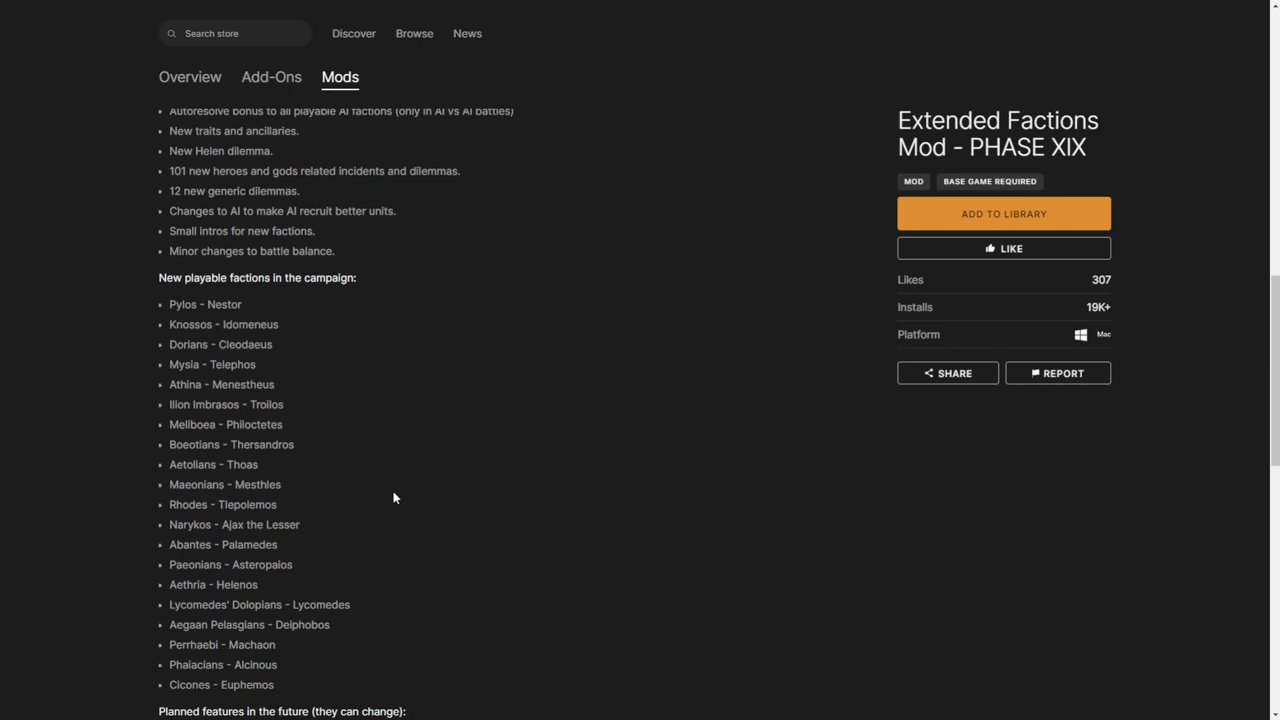 Search store
Discover
Browse
News
Overview
Add-Ons
Mods
Autoresolve bonus to all playable AI factions (only in AI vs AI battles)
New traits and ancillaries.
New Helen dilemma.
101 new heroes and gods related incidents and dilemmas.
12 new generic dilemmas.
Changes to AI to make AI recruit better units.
Small intros for new factions.
Minor changes to battle balance.
New playable factions in the campaign:
Pylos - Nestor
Knossos - Idomeneus
Dorians - Cleodaeus
Mysia - Telephos
Athina - Menestheus
Ilion Imbrasos - Troilos
Meliboea - Philoctetes
Boeotians - Thersandros
Aetolians - Thoas
Maeonians - Mesthles
Rhodes - Tlepolemos
Narykos - Ajax the Lesser
Abantes - Palamedes
Paeonians - Asteropaios
Aethria - Helenos
Lycomedes' Dolopians - Lycomedes
Aegaan Pelasgians - Deiphobos
Perrhaebi - Machaon
Phaiacians - Alcinous
Cicones - Euphemos
Planned features in the future (they can change):
Extended Factions
Mod - PHASE XIX
MOD
BASE GAME REQUIRED
ADD TO LIBRARY
LIKE
Likes 307
Installs 19K+
Platform Mac
SHARE
REPORT